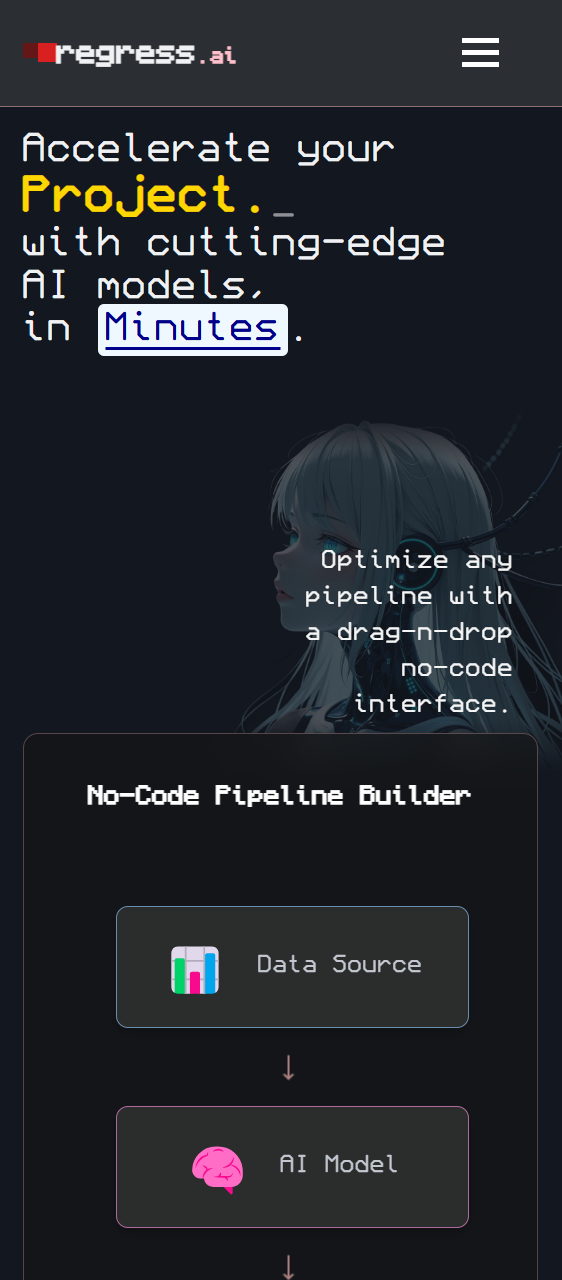 regress.ai
Accelerate your
Project._
with cutting-edge
AI models,
in Minutes.
Optimize any
pipeline with
a drag-n-drop
no-code
interface.
No-Code Pipeline Builder
Data Source
↓
AI Model
↓